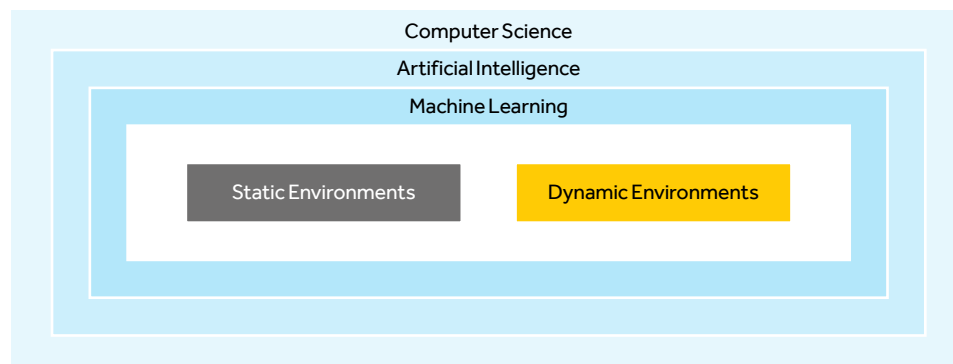 Computer Science
Artificial Intelligence
Machine Learning
Static Environments
Dynamic Environments